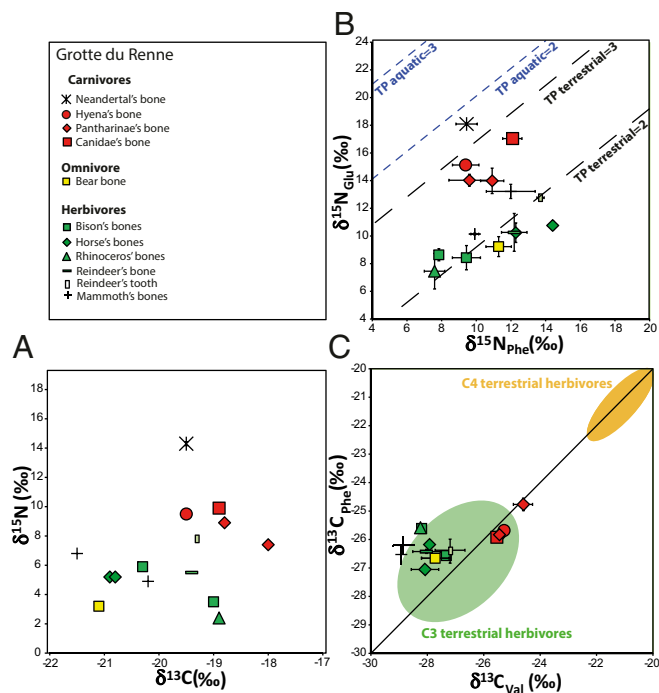 Grotte du Renne
Carnivores
Neandertal's bone
Hyena's bone
Pantharinae's bone
Canidae's bone
Omnivore
Bear bone
Herbivores
Bison's bones
Horse's bones
Rhinoceros' bones
Reindeer's bone
Reindeer's tooth
Mammoth's bones
B
24
22
20
18
16
14
12
10
8
6
4
δ15NGlu(‰)
TP aquatic=3
TP aquatic=2
TP terrestrial=3
TP terrestrial=2
4 6 8 10 12 14 16 18 20
δ15NPhe(‰)
A
18
16
14
12
10
8
6
4
2
0
δ15N(‰)
-22 -21 -20 -19 -18 -17
δ13C(‰)
C
-20
-21
-22
-23
-24
-25
-26
-27
-28
-29
-30
δ13CPhe(‰)
C4 terrestrial herbivores
C3 terrestrial herbivores
-30 -28 -26 -24 -22 -20
δ13CVal (‰)